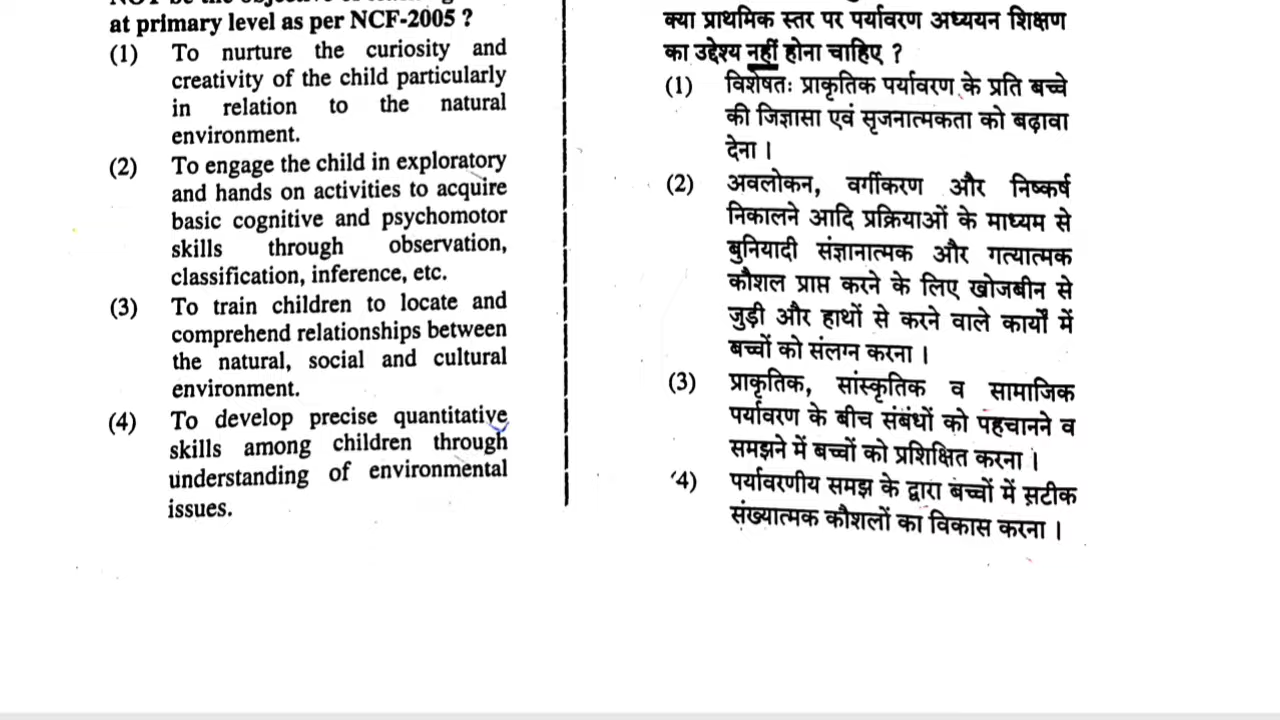 at primary level as per NCF-2005 ?
(1) To nurture the curiosity and
creativity of the child particularly
in relation to the natural
environment.
(2) To engage the child in exploratory
and hands on activities to acquire
basic cognitive and psychomotor
skills through observation,
classification, inference, etc.
(3) To train children to locate and
comprehend relationships between
the natural, social and cultural
environment.
(4) To develop precise quantitative
skills among children through
understanding of environmental
issues.
क्या प्राथमिक स्तर पर पर्यावरण अध्ययन शिक्षण
का उद्देश्य नहीं होना चाहिए ?
(1) विशेषतः प्राकृतिक पर्यावरण के प्रति बच्चे
की जिज्ञासा एवं सृजनात्मकता को बढ़ावा
देना ।
(2) अवलोकन, वर्गीकरण और निष्कर्ष
निकालने आदि प्रक्रियाओं के माध्यम से
बुनियादी संज्ञानात्मक और गत्यात्मक
कौशल प्राप्त करने के लिए खोजबीन से
जुड़ी और हाथों से करने वाले कार्यों में
बच्चों को संलग्न करना ।
(3) प्राकृतिक, सांस्कृतिक व सामाजिक
पर्यावरण के बीच संबंधों को पहचानने व
समझने में बच्चों को प्रशिक्षित करना ।
(4) पर्यावरणीय समझ के द्वारा बच्चों में सटीक
संख्यात्मक कौशलों का विकास करना ।